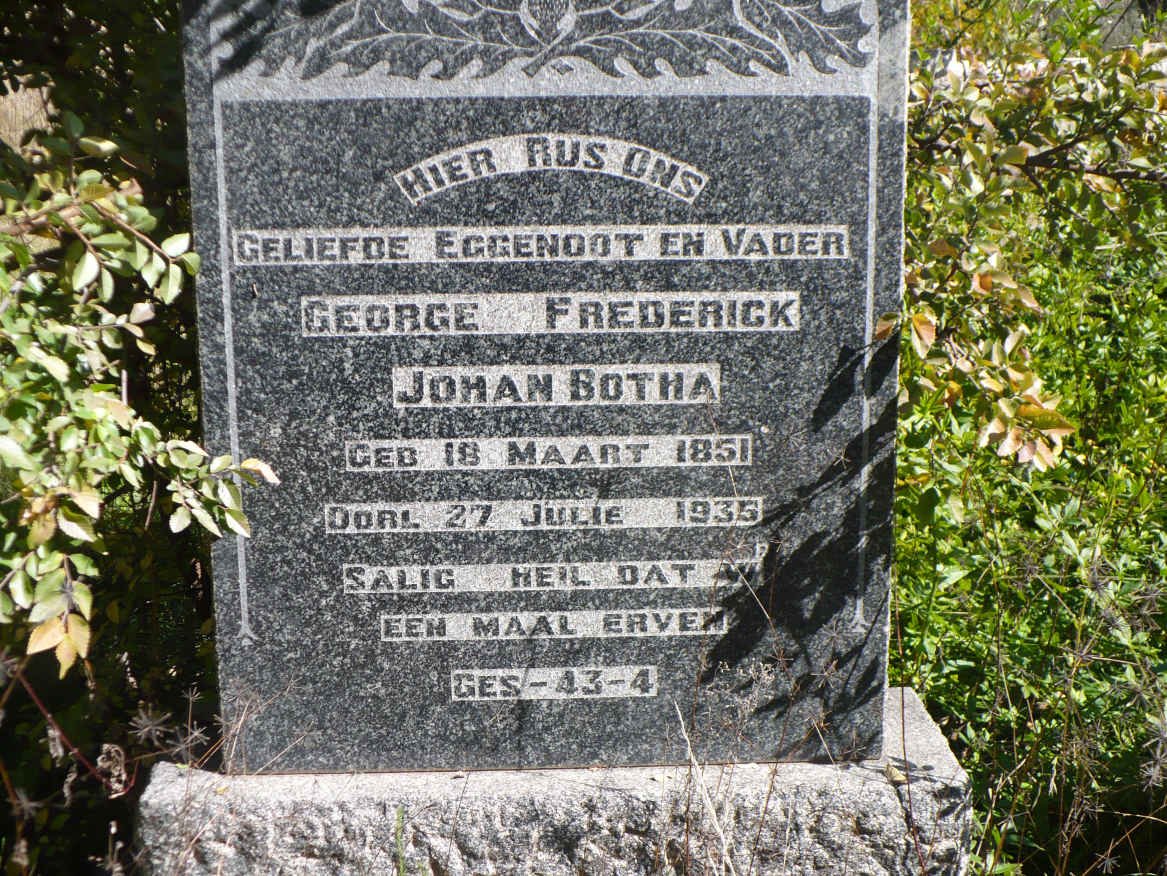 HIER RUS ONS
GELIEFDE EGGENOOT EN VADER
GEORGE FREDERICK
JOHAN BOTHA
GEB 18 MAART 1851
OORL 27 JULIE 1935
SALIG HEIL DAT
EEN MAAL ERVEN
GES-43-4